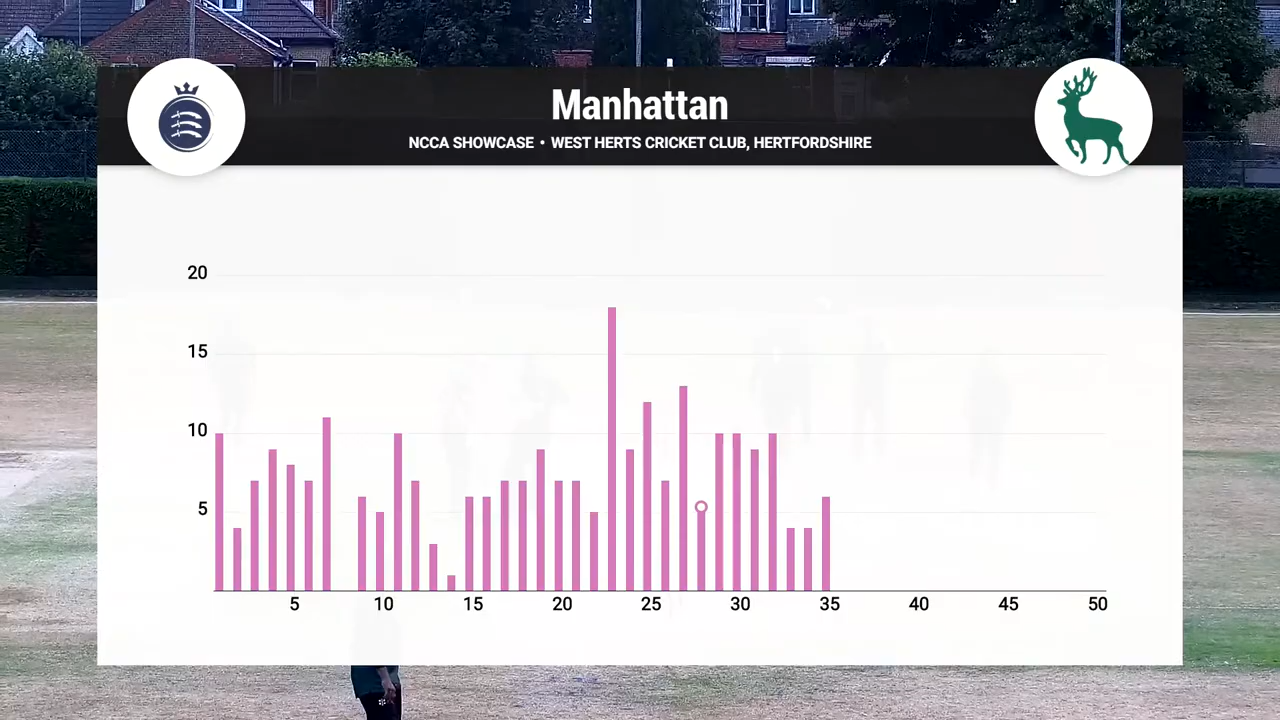 Manhattan
NCCA SHOWCASE • WEST HERTS CRICKET CLUB, HERTFORDSHIRE
20
15
10
5
5 10 15 20 25 30 35 40 45 50